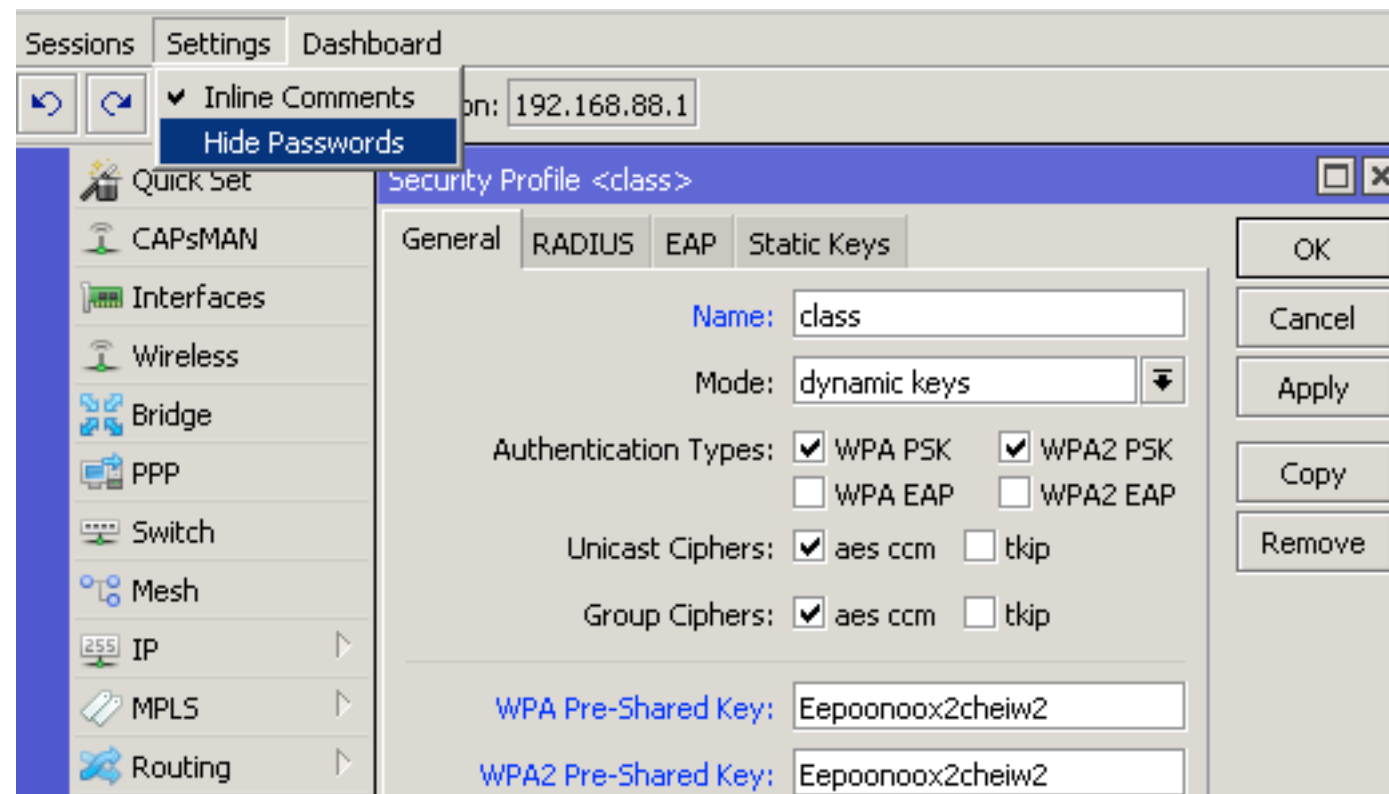 Sessions Settings Dashboard
✔ Inline Comments
on: 192.168.88.1
Hide Passwords
Quick Set
Security Profile <class>
CAPsMAN
General RADIUS EAP Static Keys
OK
Interfaces
Name: class
Cancel
Wireless
Mode: dynamic keys
Apply
Bridge
Authentication Types: WPA PSK WPA2 PSK
PPP
Copy
WPA EAP WPA2 EAP
Switch
Unicast Ciphers: aes ccm tkip
Remove
Mesh
Group Ciphers: aes ccm tkip
255 IP
MPLS
WPA Pre-Shared Key: Eepoonoox2cheiw2
Routing
WPA2 Pre-Shared Key: Eepoonoox2cheiw2